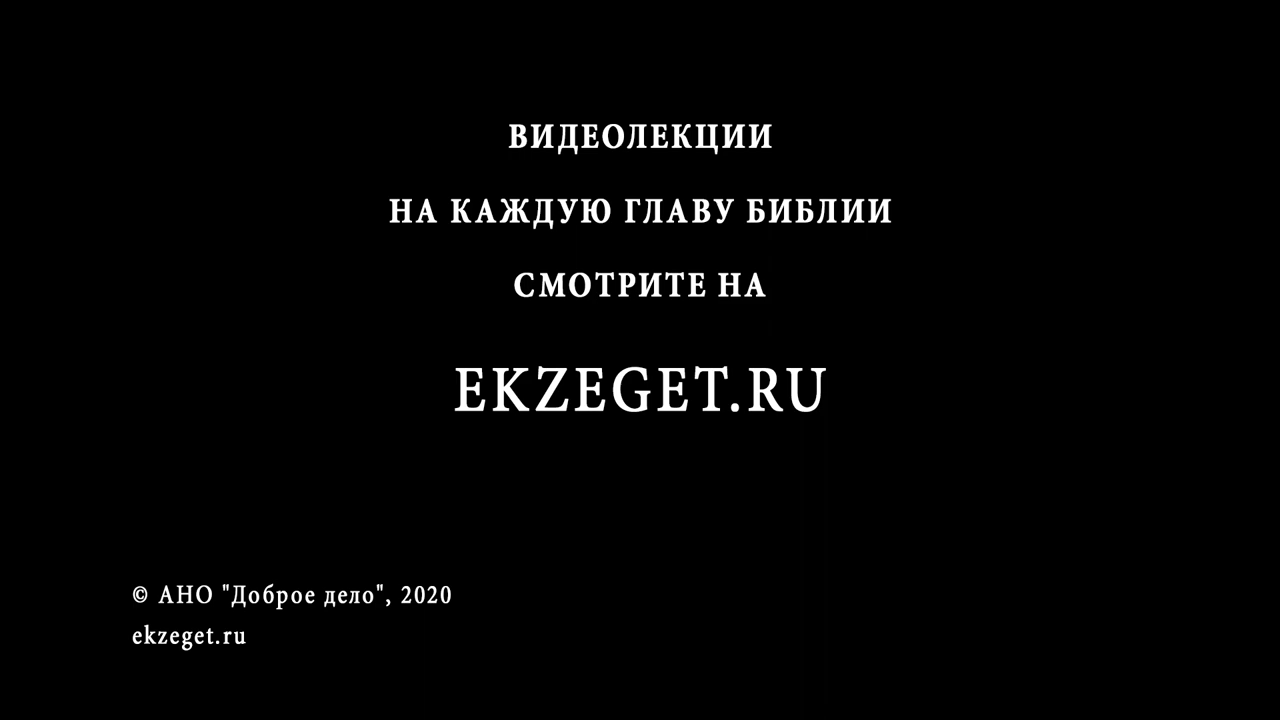 ВИДЕОЛЕКЦИИ
НА КАЖДУЮ ГЛАВУ БИБЛИИ
СМОТРИТЕ НА
EKZEGET.RU
© АНО "Доброе дело", 2020
ekzeget.ru